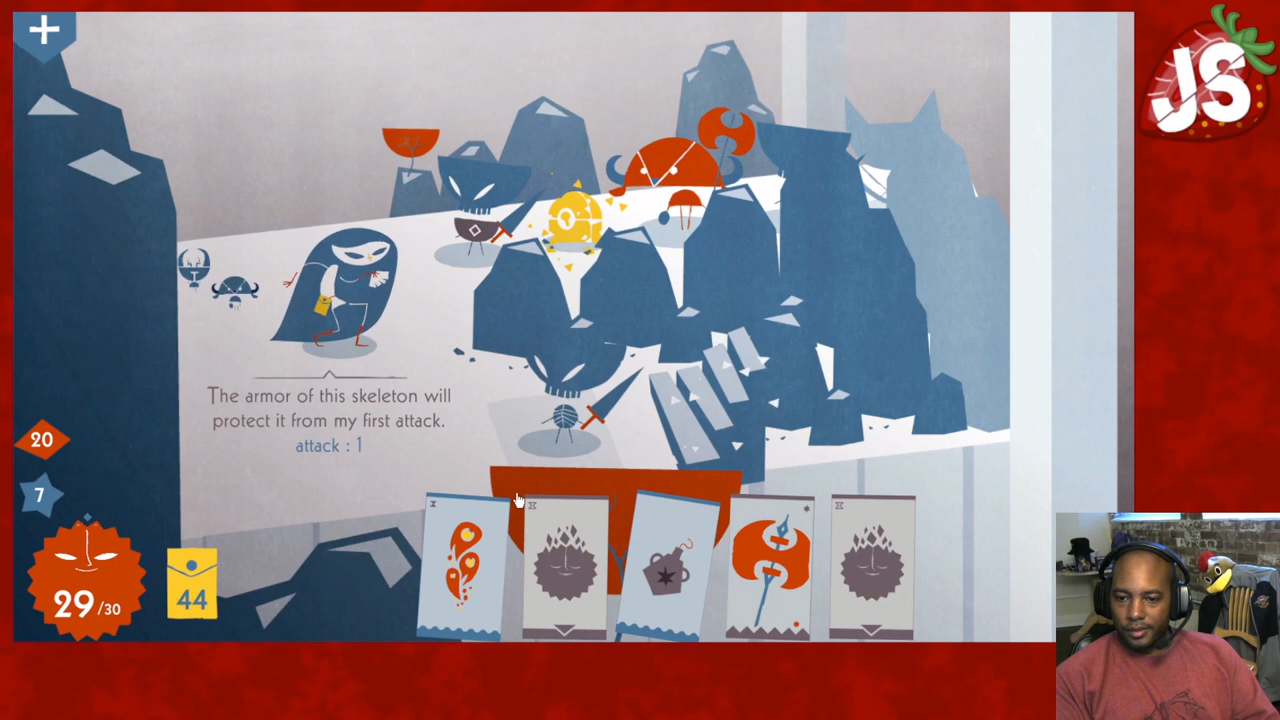 JS
The armor of this skeleton will
protect it from my first attack.
attack : 1
20
7
29/30
44